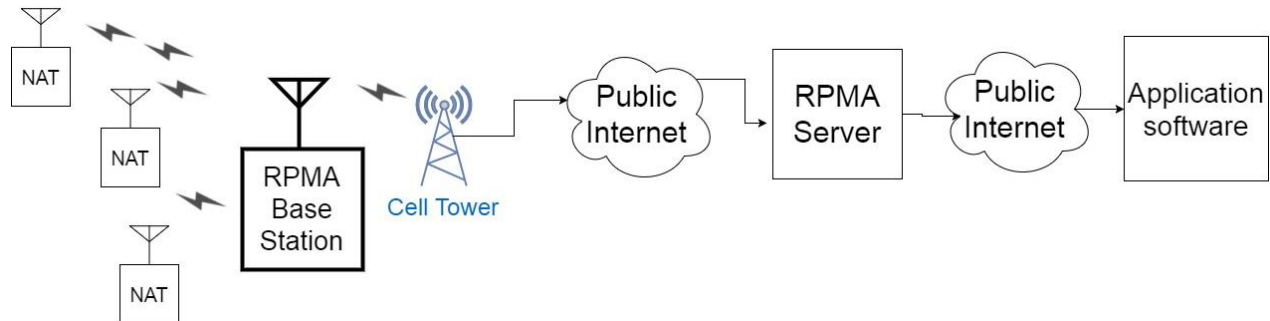 NAT
NAT
NAT
RPMA
Base
Station
Cell Tower
Public
Internet
RPMA
Server
Public
Internet
Application
software